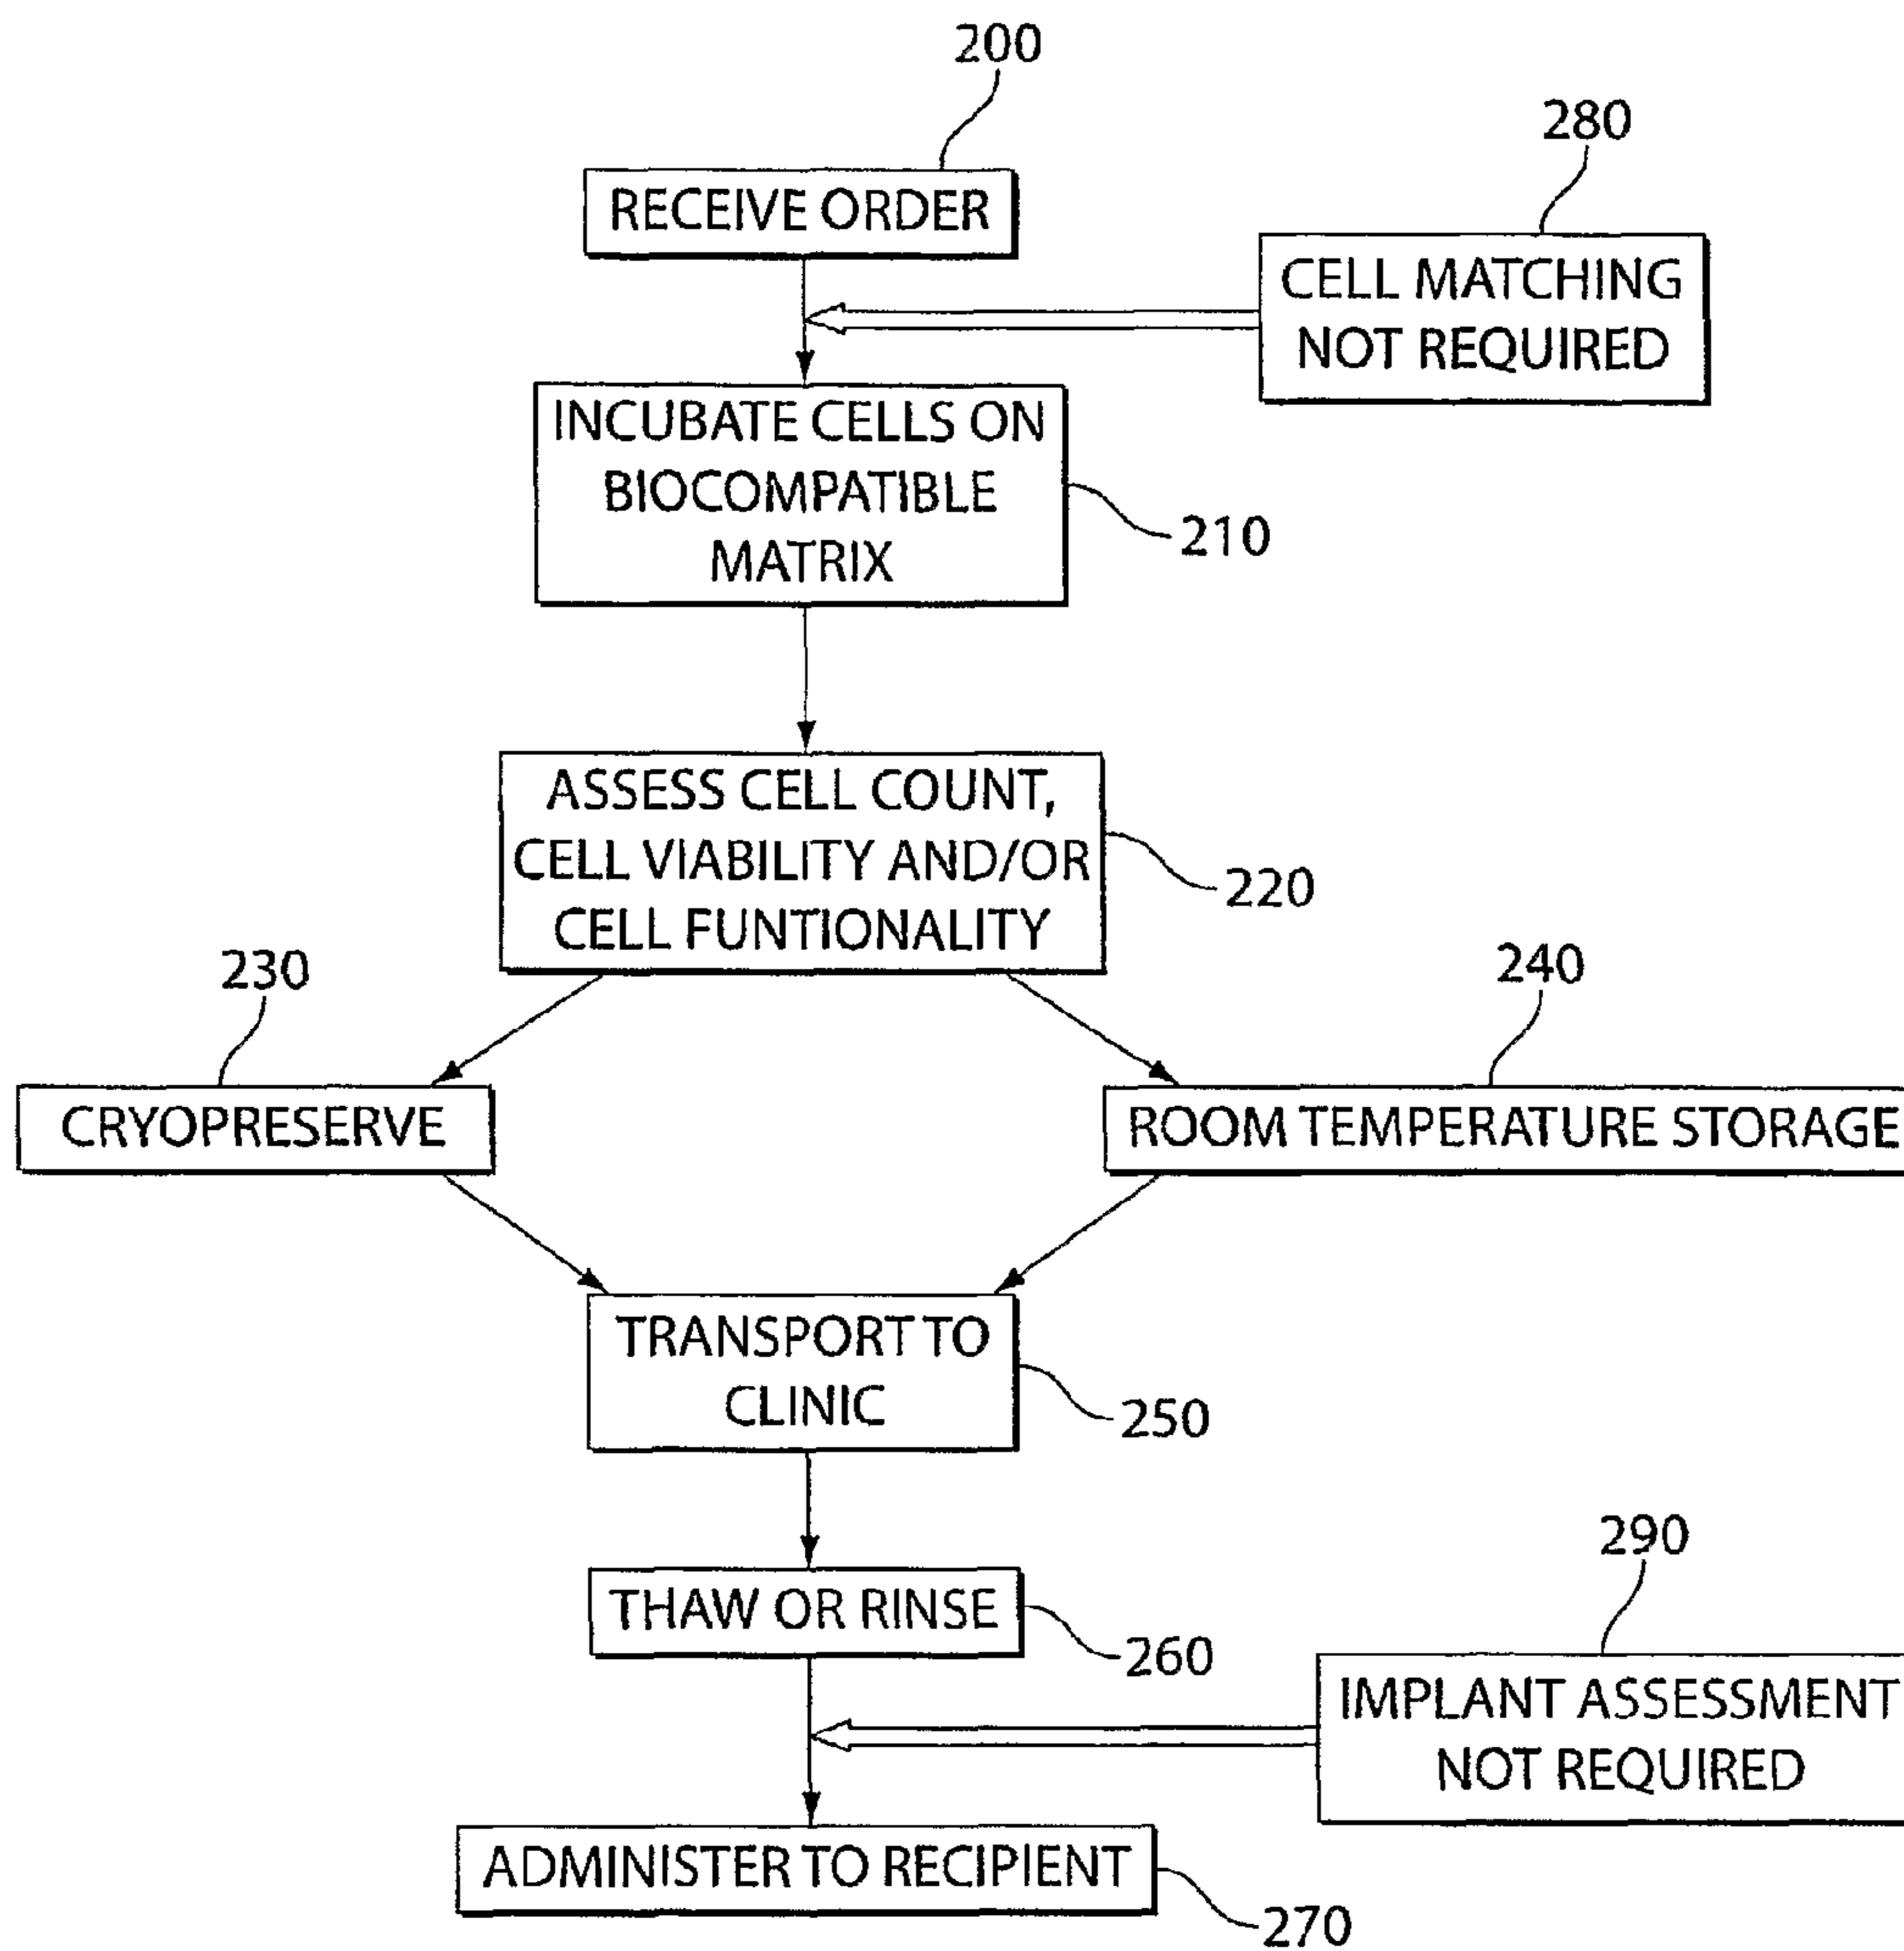 200
RECEIVE ORDER
280
CELL MATCHING
NOT REQUIRED
INCUBATE CELLS ON
BIOCOMPATIBLE
MATRIX
210
ASSESS CELL COUNT,
CELL VIABILITY AND/OR
CELL FUNTIONALITY
220
230
CRYOPRESERVE
240
ROOM TEMPERATURE STORAGE
TRANSPORT TO
CLINIC
250
THAW OR RINSE
260
290
IMPLANT ASSESSMENT
NOT REQUIRED
ADMINISTER TO RECIPIENT
270